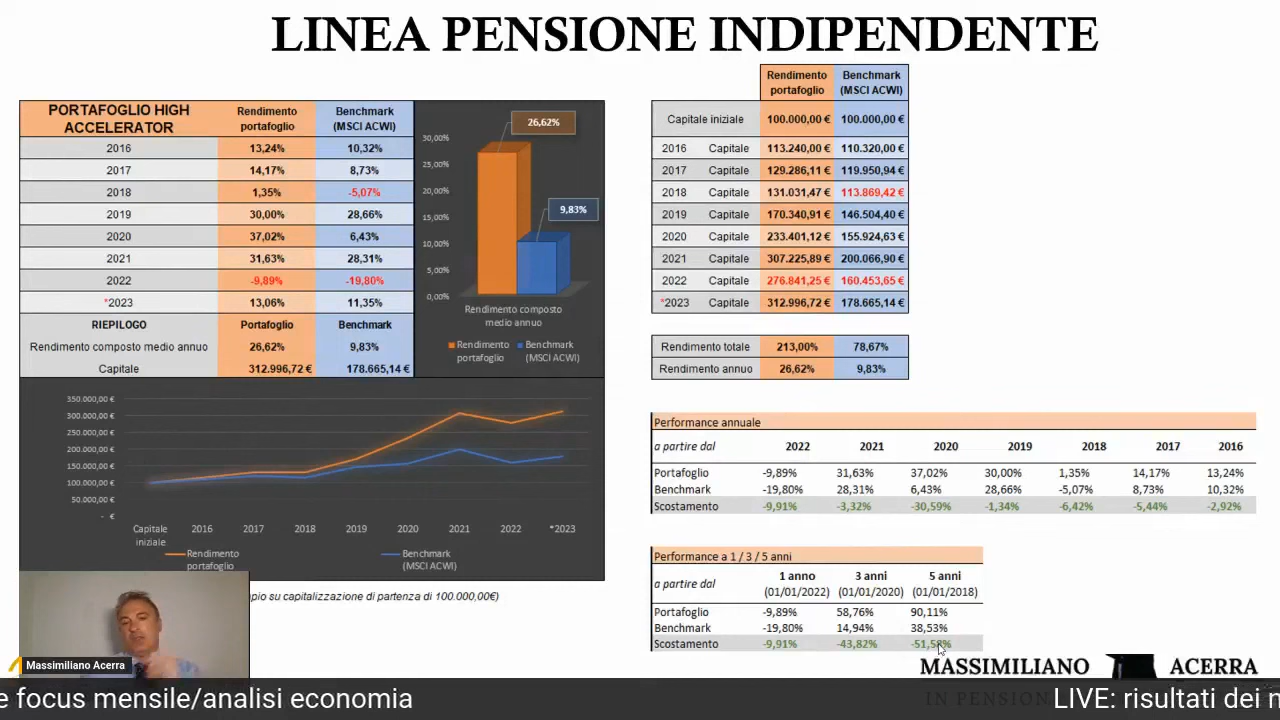 LINEA PENSIONE INDIPENDENTE
PORTAFOGLIO HIGH
ACCELERATOR
Rendimento
portafoglio
Benchmark
(MSCI ACWI)
2016 13,24% 10,32%
2017 14,17% 8,73%
2018 1,35% -5,07%
2019 30,00% 28,66%
2020 37,02% 6,43%
2021 31,63% 28,31%
2022 -9,89% -19,80%
*2023 13,06% 11,35%
RIEPILOGO Portafoglio Benchmark
Rendimento composto medio annuo 26,62% 9,83%
Capitale 312.996,72 € 178.665,14 €
26,62%
9,83%
30,00%
25,00%
20,00%
15,00%
10,00%
5,00%
0,00%
Rendimento composto
medio annuo
Rendimento
portafoglio
Benchmark
(MSCI ACWI)
350.000,00 €
300.000,00 €
250.000,00 €
200.000,00 €
150.000,00 €
100.000,00 €
50.000,00 €
- €
Capitale
iniziale
2016 2017 2018 2019 2020 2021 2022 *2023
Rendimento
portafoglio
Benchmark
(MSCI ACWI)
pio su capitalizzazione di partenza di 100.000,00€)
Rendimento
portafoglio
Benchmark
(MSCI ACWI)
Capitale iniziale 100.000,00 € 100.000,00 €
2016 Capitale 113.240,00 € 110.320,00 €
2017 Capitale 129.286,11 € 119.950,94 €
2018 Capitale 131.031,47 € 113.869,42 €
2019 Capitale 170.340,91 € 146.504,40 €
2020 Capitale 233.401,12 € 155.924,63 €
2021 Capitale 307.225,89 € 200.066,90 €
2022 Capitale 276.841,25 € 160.453,65 €
*2023 Capitale 312.996,72 € 178.665,14 €
Rendimento totale 213,00% 78,67%
Rendimento annuo 26,62% 9,83%
Performance annuale
a partire dal 2022 2021 2020 2019 2018 2017 2016
Portafoglio -9,89% 31,63% 37,02% 30,00% 1,35% 14,17% 13,24%
Benchmark -19,80% 28,31% 6,43% 28,66% -5,07% 8,73% 10,32%
Scostamento -9,91% -3,32% -30,59% -1,34% -6,42% -5,44% -2,92%
Performance a 1 / 3 / 5 anni
a partire dal
1 anno 3 anni 5 anni
(01/01/2022) (01/01/2020) (01/01/2018)
Portafoglio -9,89% 58,76% 90,11%
Benchmark -19,80% 14,94% 38,53%
Scostamento -9,91% -43,82% -51,58%
Massimiliano Acerra
MASSIMILIANO ACERRA
IN PENSION
e focus mensile/analisi economia
LIVE: risultati dei